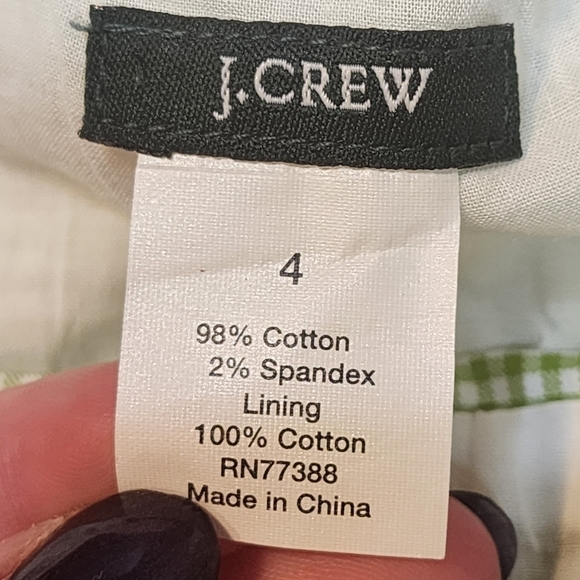 J.CREW
4
98% Cotton
2% Spandex
Lining
100% Cotton
RN77388
Made in China